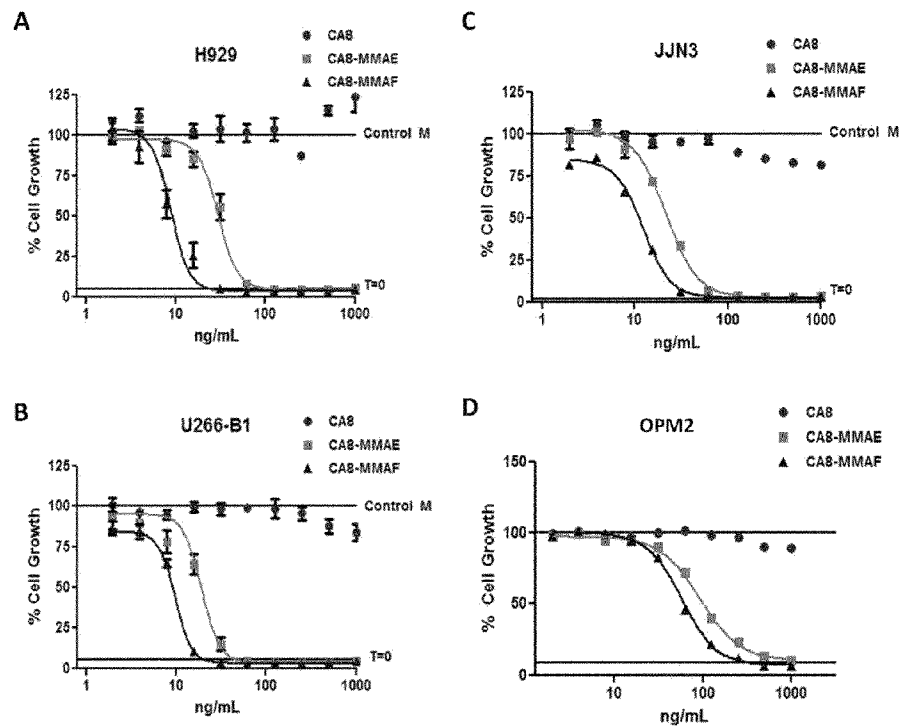 A
H929
CA8
CA8-MMAE
CA8-MMAF
% Cell Growth
125
100
75
50
25
0
Control M
T=0
1
10
100
1000
ng/mL
B
U266-B1
CA8
CA8-MMAE
CA8-MMAF
% Cell Growth
125
100
75
50
25
0
Control M
T=0
1
10
100
1000
ng/mL
C
JJN3
CA8
CA8-MMAE
CA8-MMAF
% Cell Growth
125
100
75
50
25
0
Control M
T=0
1
10
100
1000
ng/mL
D
OPM2
CA8
CA8-MMAE
CA8-MMAF
% Cell Growth
150
100
50
0
10
100
1000
ng/mL